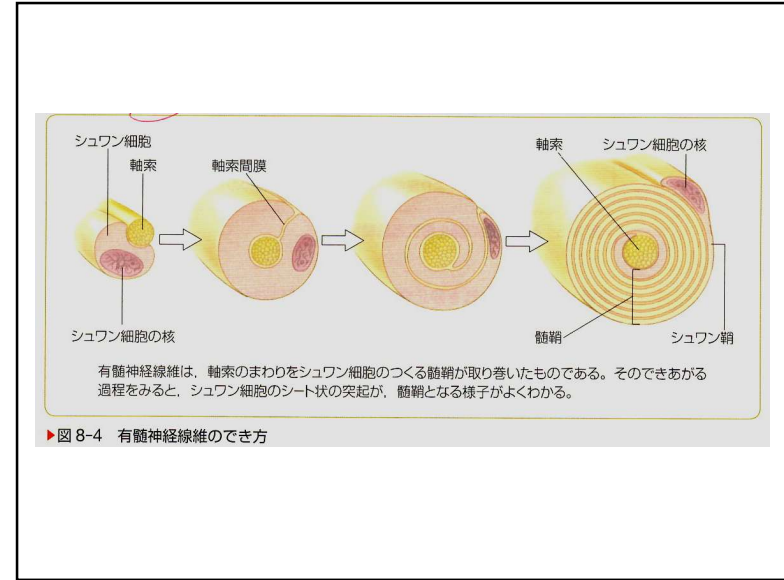 シュワン細胞
軸索
軸索間膜
軸索
シュワン細胞の核
シュワン細胞の核
髄鞘
シュワン鞘
有髄神経線維は，軸索のまわりをシュワン細胞のつくる髄鞘が取り巻いたものである。そのできあがる
過程をみると，シュワン細胞のシート状の突起が，髄鞘となる様子がよくわかる。
▶図 8-4 有髄神経線維のでき方